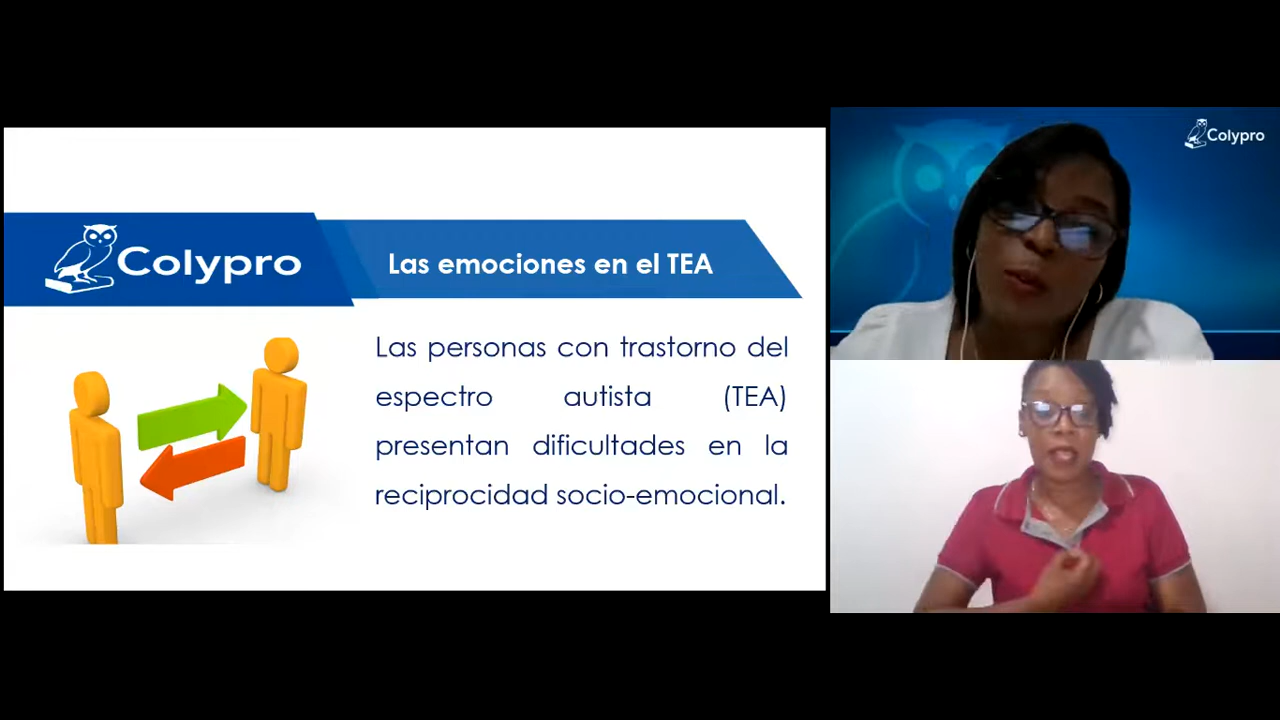 Colypro
Las emociones en el TEA
Las personas con trastorno del
espectro autista (TEA)
presentan dificultades en la
reciprocidad socio-emocional.
Colypro